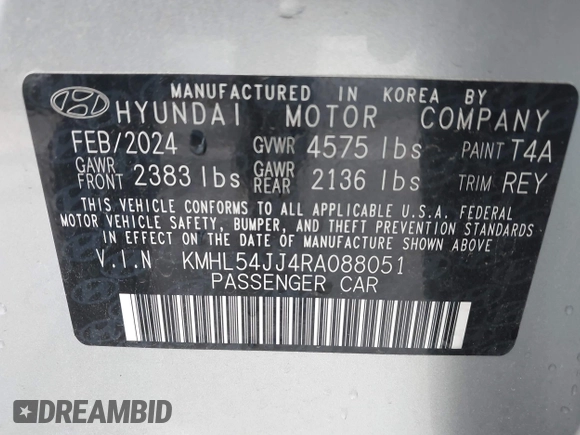 MANUFACTURED IN KOREA BY
HYUNDAI MOTOR COMPANY
FEB/2024 GVWR 4575 lbs PAINT T4A
GAWR FRONT 2383 lbs GAWR REAR 2136 lbs TRIM REY
THIS VEHICLE CONFORMS TO ALL APPLICABLE U.S.A. FEDERAL
MOTOR VEHICLE SAFETY, BUMPER, AND THEFT PREVENTION STANDARDS
IN EFFECT ON THE DATE OF MANUFACTURE SHOWN ABOVE
V.I.N KMHL54JJ4RA088051
PASSENGER CAR
DREAMBID